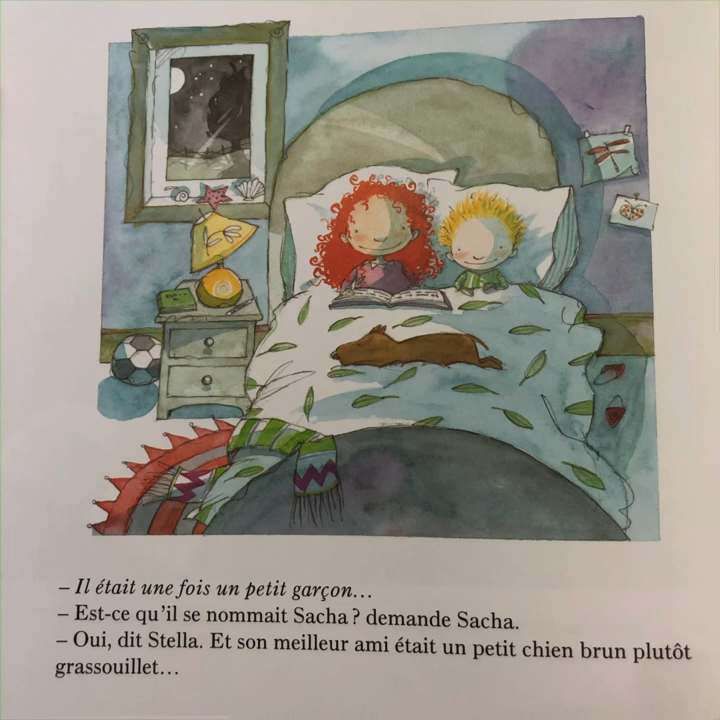 – Il était une fois un petit garçon…
– Est-ce qu'il se nommait Sacha ? demande Sacha.
– Oui, dit Stella. Et son meilleur ami était un petit chien brun plutôt
grassouillet…